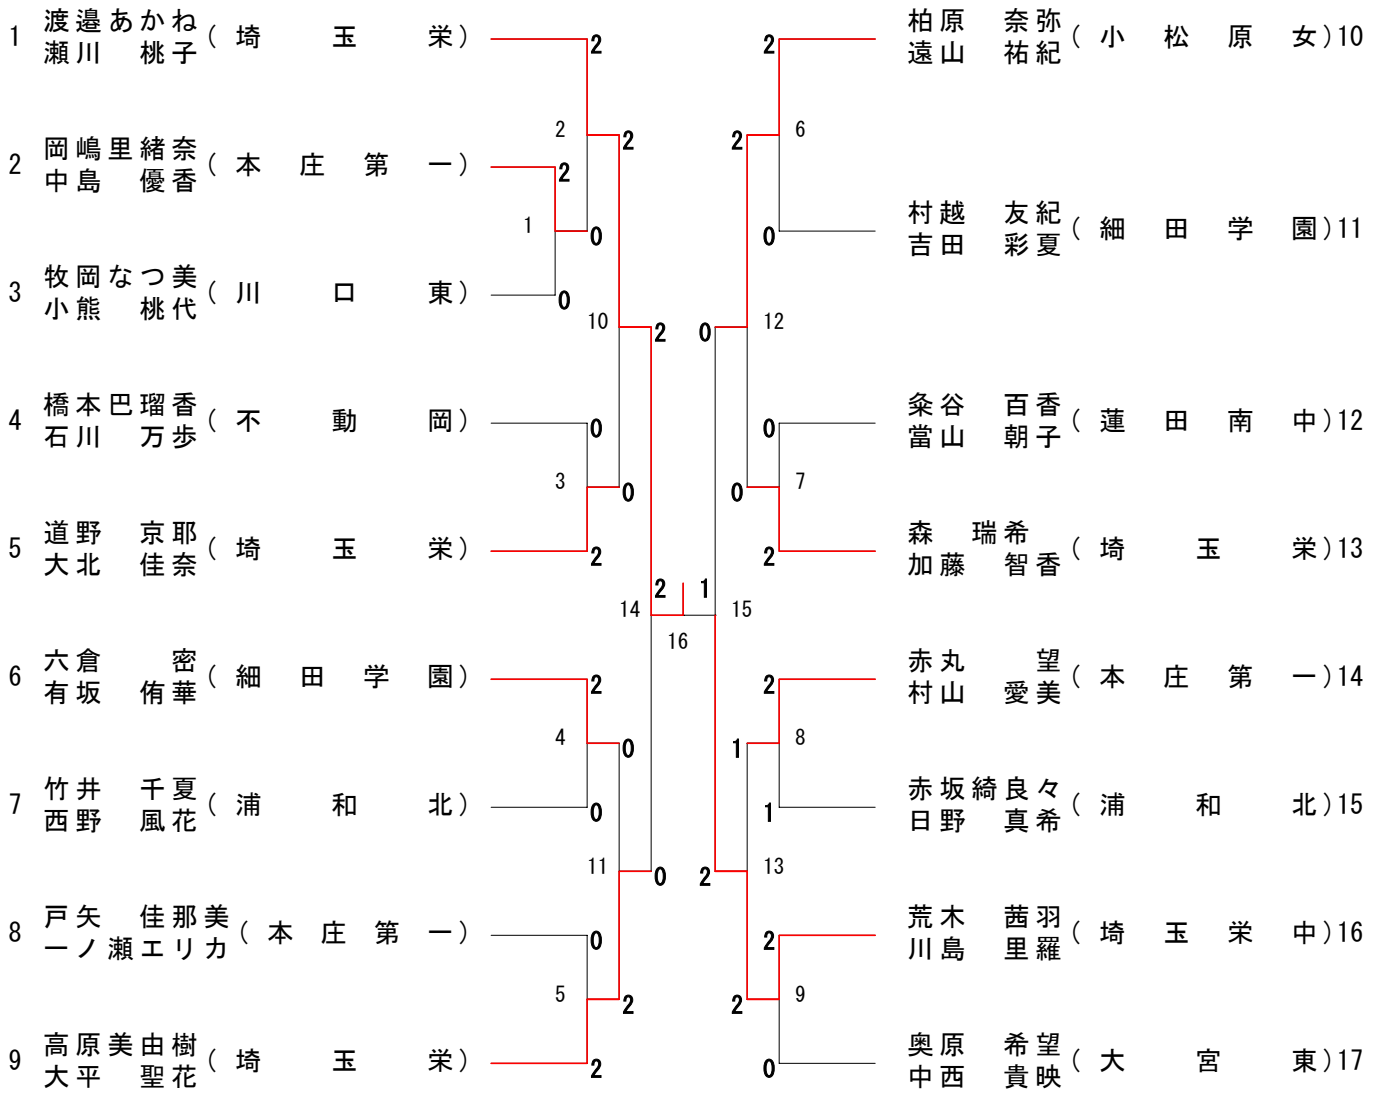 1 渡邉あかね 瀬川 桃子 ( 埼 玉 栄 )
2 岡嶋里緒奈 中島 優香 ( 本 庄 第 一 )
3 牧岡なつ美 小熊 桃代 ( 川 口 東 )
4 橋本巴瑠香 石川 万歩 ( 不 動 岡 )
5 道野 京耶 大北 佳奈 ( 埼 玉 栄 )
6 六倉 密 有坂 侑華 ( 細 田 学 園 )
7 竹井 千夏 西野 風花 ( 浦 和 北 )
8 戸矢 佳那美 一ノ瀬エリカ ( 本 庄 第 一 )
9 高原美由樹 大平 聖花 ( 埼 玉 栄 )
2
2
2
2
1
0
0
10
2
0
3
0
2
14
2
16
2
4
0
0
11
0
0
5
2
2
2
2
6
0
0
12
0
0
7
2
1
15
2
1
8
1
2
13
2
2
9
0
柏原 奈弥 遠山 祐紀 ( 小 松 原 女 ) 10
村越 友紀 吉田 彩夏 ( 細 田 学 園 ) 11
粂谷 百香 當山 朝子 ( 蓮 田 南 中 ) 12
森 瑞希 加藤 智香 ( 埼 玉 栄 ) 13
赤丸 望 村山 愛美 ( 本 庄 第 一 ) 14
赤坂綺良々 日野 真希 ( 浦 和 北 ) 15
荒木 茜羽 川島 里羅 ( 埼 玉 栄 中 ) 16
奥原 希望 中西 貴映 ( 大 宮 東 ) 17